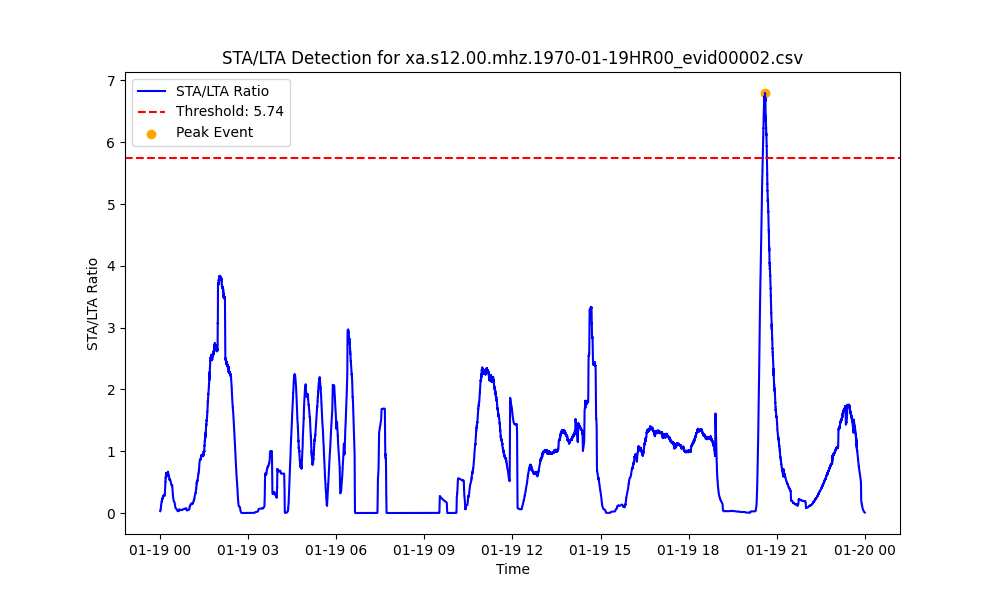 STA/LTA Detection for xa.s12.00.mhz.1970-01-19HR00_evid00002.csv
STA/LTA Ratio
Threshold: 5.74
Peak Event
7
6
5
4
3
2
1
0
STA/LTA Ratio
01-19 00 01-19 03 01-19 06 01-19 09 01-19 12 01-19 15 01-19 18 01-19 21 01-20 00
Time